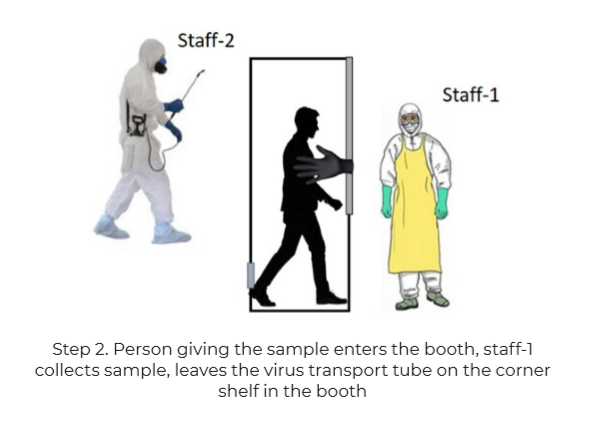 Staff-2
Staff-1
Step 2. Person giving the sample enters the booth, staff-1
collects sample, leaves the virus transport tube on the corner
shelf in the booth